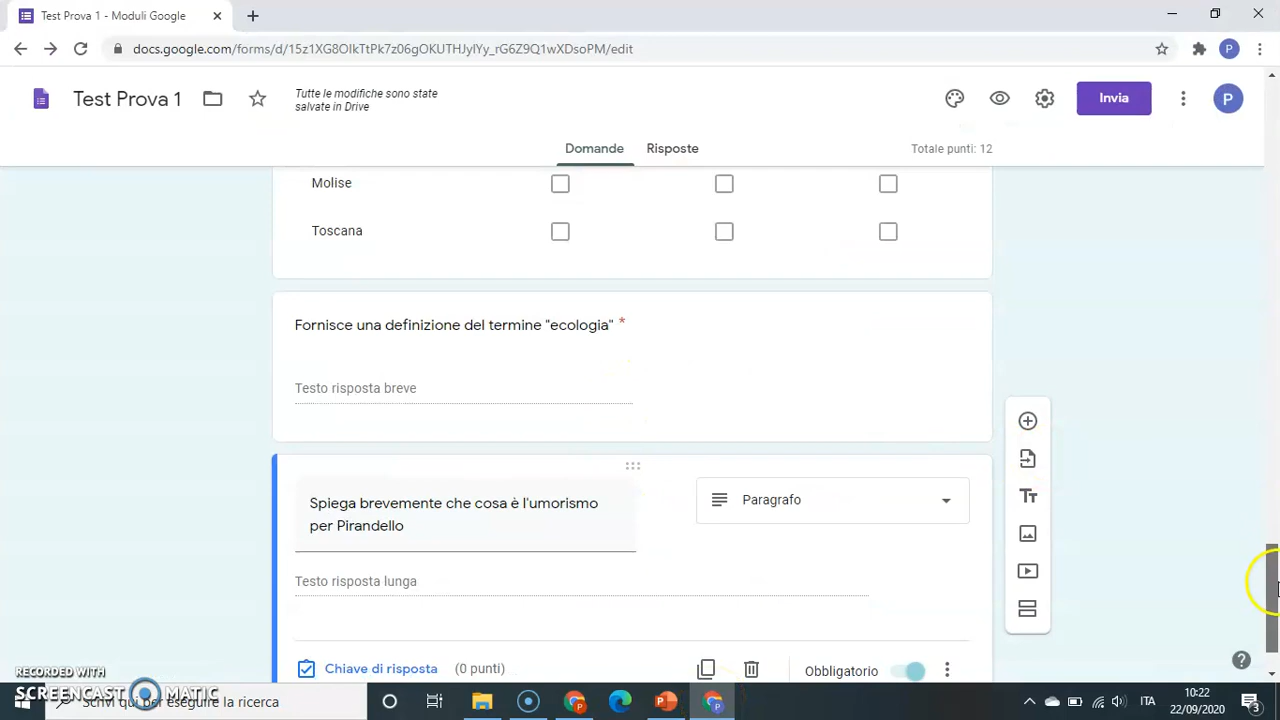 Test Prova 1 - Moduli Google
docs.google.com/forms/d/15z1XG8OIkTtPk7z06gOKUTHJylYy_rG6Z9Q1wXDsoPM/edit
P
Test Prova 1
Tutte le modifiche sono state
salvate in Drive
Invia
P
Domande
Risposte
Totale punti: 12
Molise
Toscana
Fornisce una definizione del termine "ecologia" *
Testo risposta breve
Spiega brevemente che cosa è l'umorismo
per Pirandello
Paragrafo
Testo risposta lunga
Chiave di risposta
(0 punti)
Obbligatorio
RECORDED WITH
SCREENCAST MATIC
Scrivi qui per eseguire la ricerca
ITA
10:22
22/09/2020
3